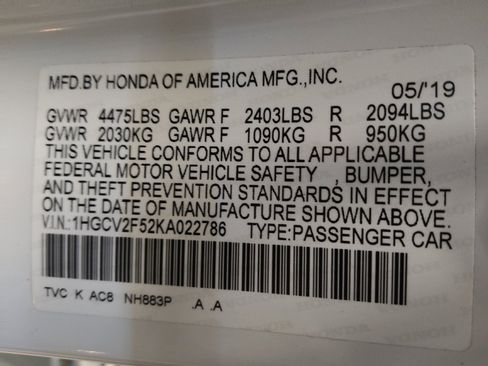 MFD.BY HONDA OF AMERICA MFG.,INC.
05/'19
GVWR 4475LBS GAWR F 2403LBS R 2094LBS
GVWR 2030KG GAWR F 1090KG R 950KG
THIS VEHICLE CONFORMS TO ALL APPLICABLE
FEDERAL MOTOR VEHICLE SAFETY , BUMPER,
AND THEFT PREVENTION STANDARDS IN EFFECT
ON THE DATE OF MANUFACTURE SHOWN ABOVE.
V.I.N.:1HGCV2F52KA022786 TYPE:PASSENGER CAR
TVC K AC8 NH883P .A .A